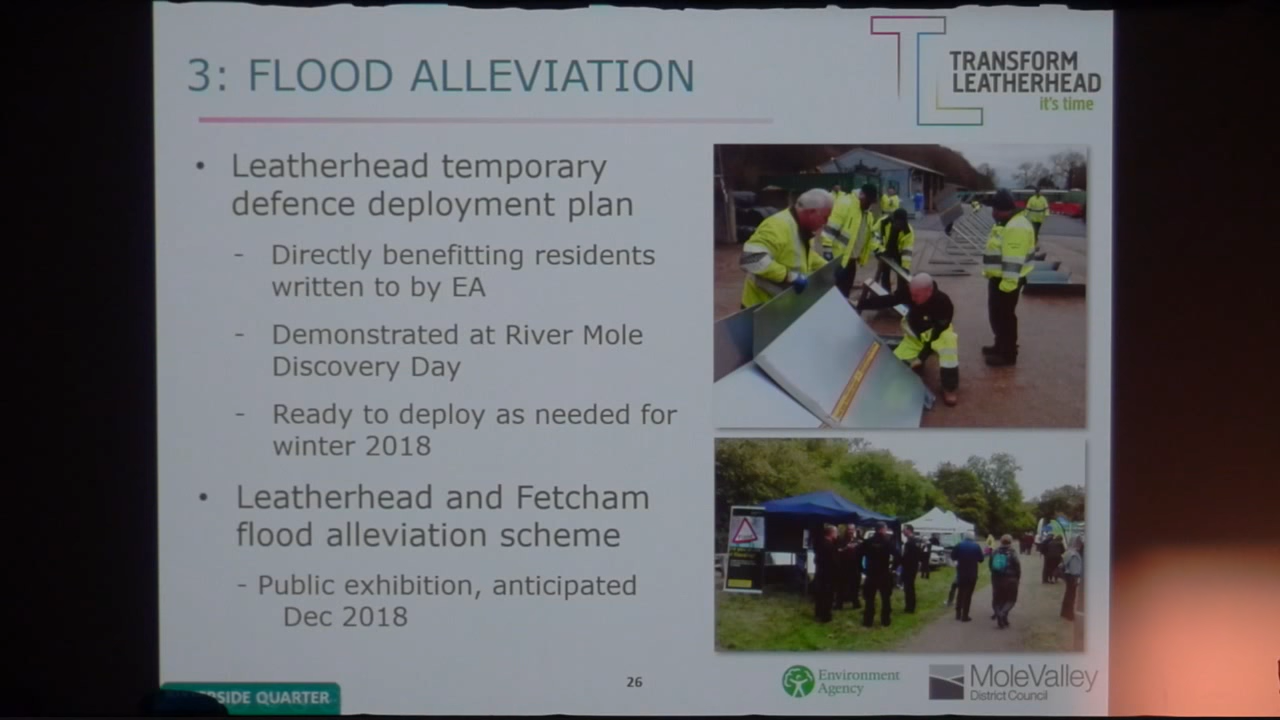 3: FLOOD ALLEVIATION
TRANSFORM
LEATHERHEAD
it's time
• Leatherhead temporary
defence deployment plan
- Directly benefitting residents
written to by EA
- Demonstrated at River Mole
Discovery Day
- Ready to deploy as needed for
winter 2018
• Leatherhead and Fetcham
flood alleviation scheme
- Public exhibition, anticipated
Dec 2018
QUARTER
26
Environment
Agency
MoleValley
District Council